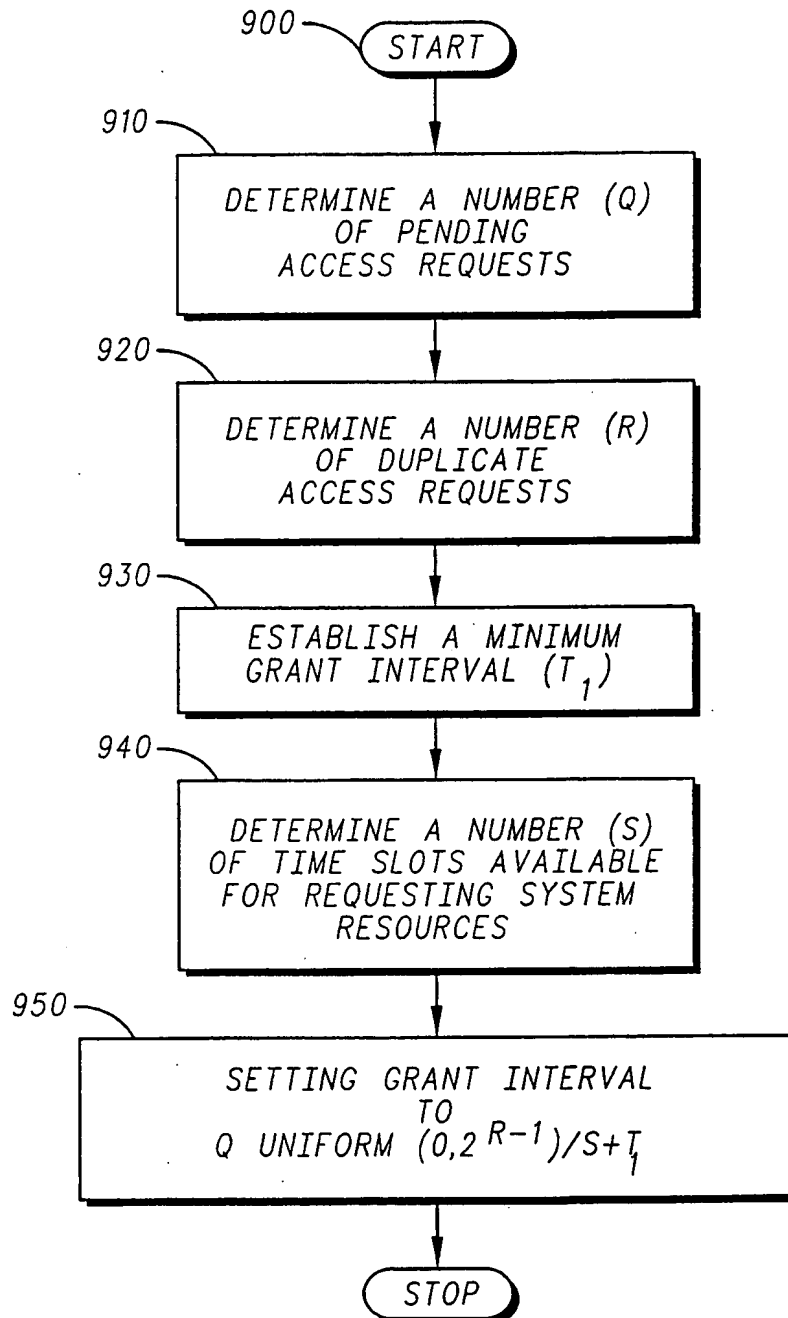 900
START
910
DETERMINE A NUMBER (Q)
OF PENDING
ACCESS REQUESTS
920
DETERMINE A NUMBER (R)
OF DUPLICATE
ACCESS REQUESTS
930
ESTABLISH A MINIMUM
GRANT INTERVAL (T₁)
940
DETERMINE A NUMBER (S)
OF TIME SLOTS AVAILABLE
FOR REQUESTING SYSTEM
RESOURCES
950
SETTING GRANT INTERVAL
TO
Q UNIFORM (0,2^R-1)/S+T₁
STOP